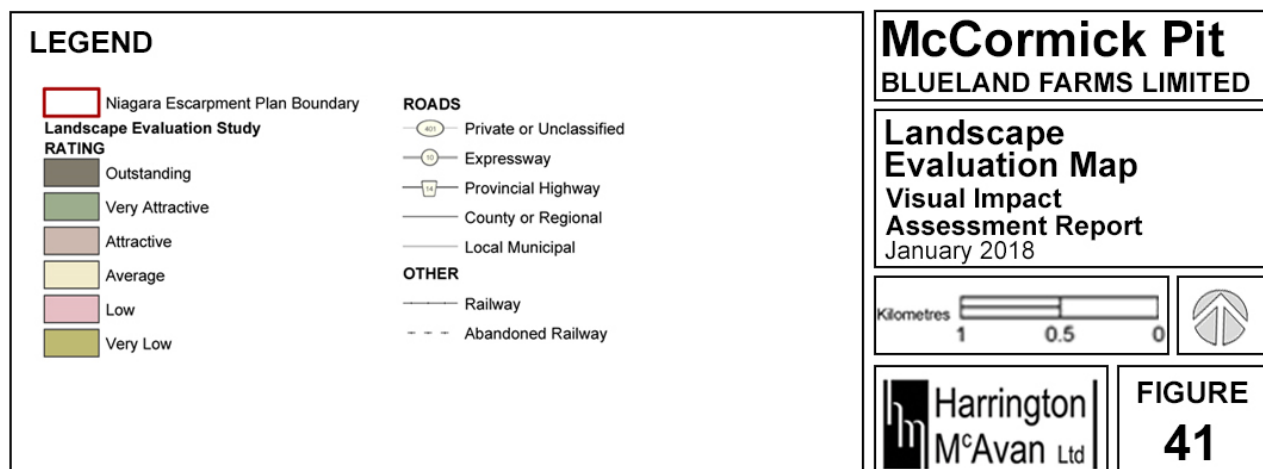 LEGEND
Niagara Escarpment Plan Boundary
Landscape Evaluation Study
RATING
Outstanding
Very Attractive
Attractive
Average
Low
Very Low
ROADS
401 Private or Unclassified
10 Expressway
14 Provincial Highway
County or Regional
Local Municipal
OTHER
Railway
Abandoned Railway
McCormick Pit
BLUELAND FARMS LIMITED
Landscape
Evaluation Map
Visual Impact
Assessment Report
January 2018
Kilometres
1 0.5 0
hm
Harrington
McAvan Ltd
FIGURE
41